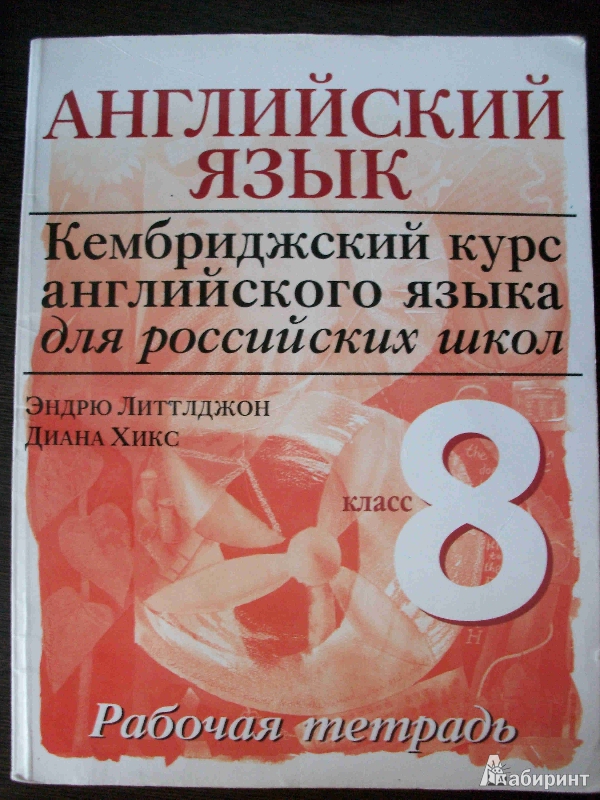 АНГЛИЙСКИЙ
ЯЗЫК
Кембриджский курс
английского языка
для российских школ
ЭНДРЮ ЛИТТЛДЖОН
ДИАНА ХИКС
класс 8
Рабочая тетрадь
Лабиринт